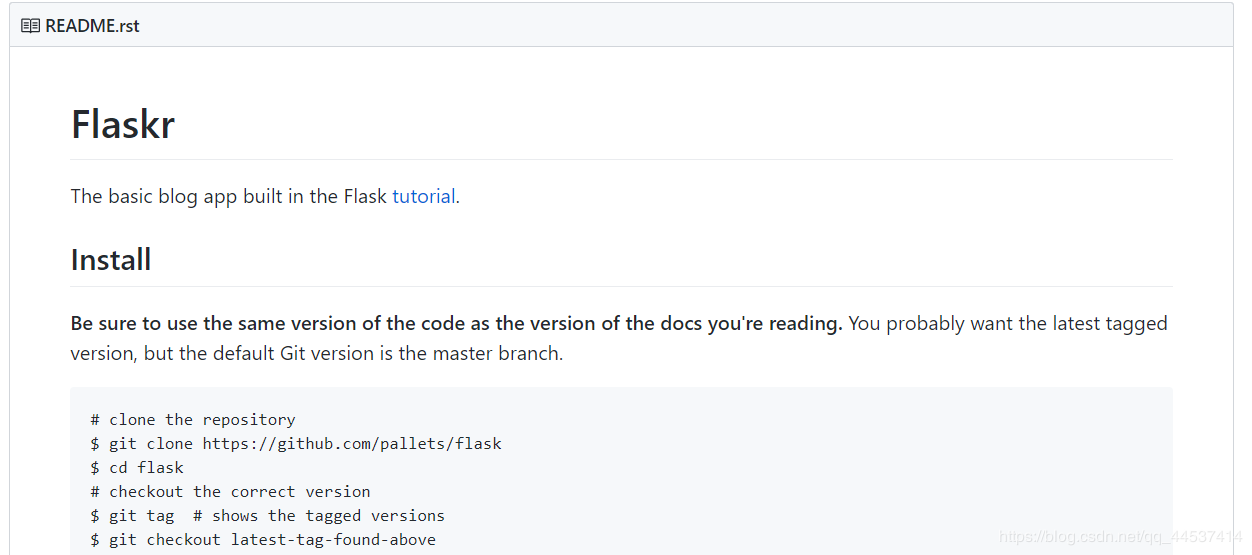 README.rst
Flaskr
The basic blog app built in the Flask tutorial.
Install
Be sure to use the same version of the code as the version of the docs you're reading. You probably want the latest tagged
version, but the default Git version is the master branch.
# clone the repository
$ git clone https://github.com/pallets/flask
$ cd flask
# checkout the correct version
$ git tag  # shows the tagged versions
$ git checkout latest-tag-found-above
https://blog.csdn.net/qq_44537414